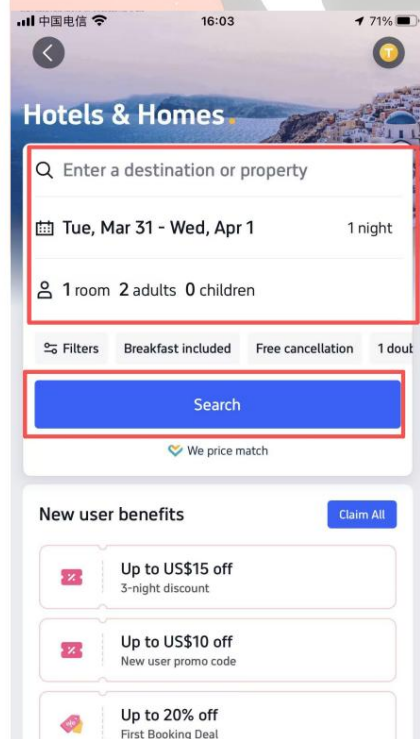 中国电信 16:03 71%
T
Hotels & Homes.
Enter a destination or property
Tue, Mar 31 - Wed, Apr 1 1 night
1 room 2 adults 0 children
Filters Breakfast included Free cancellation 1 doub
Search
We price match
New user benefits Claim All
Up to US$15 off
3-night discount
Up to US$10 off
New user promo code
Up to 20% off
First Booking Deal